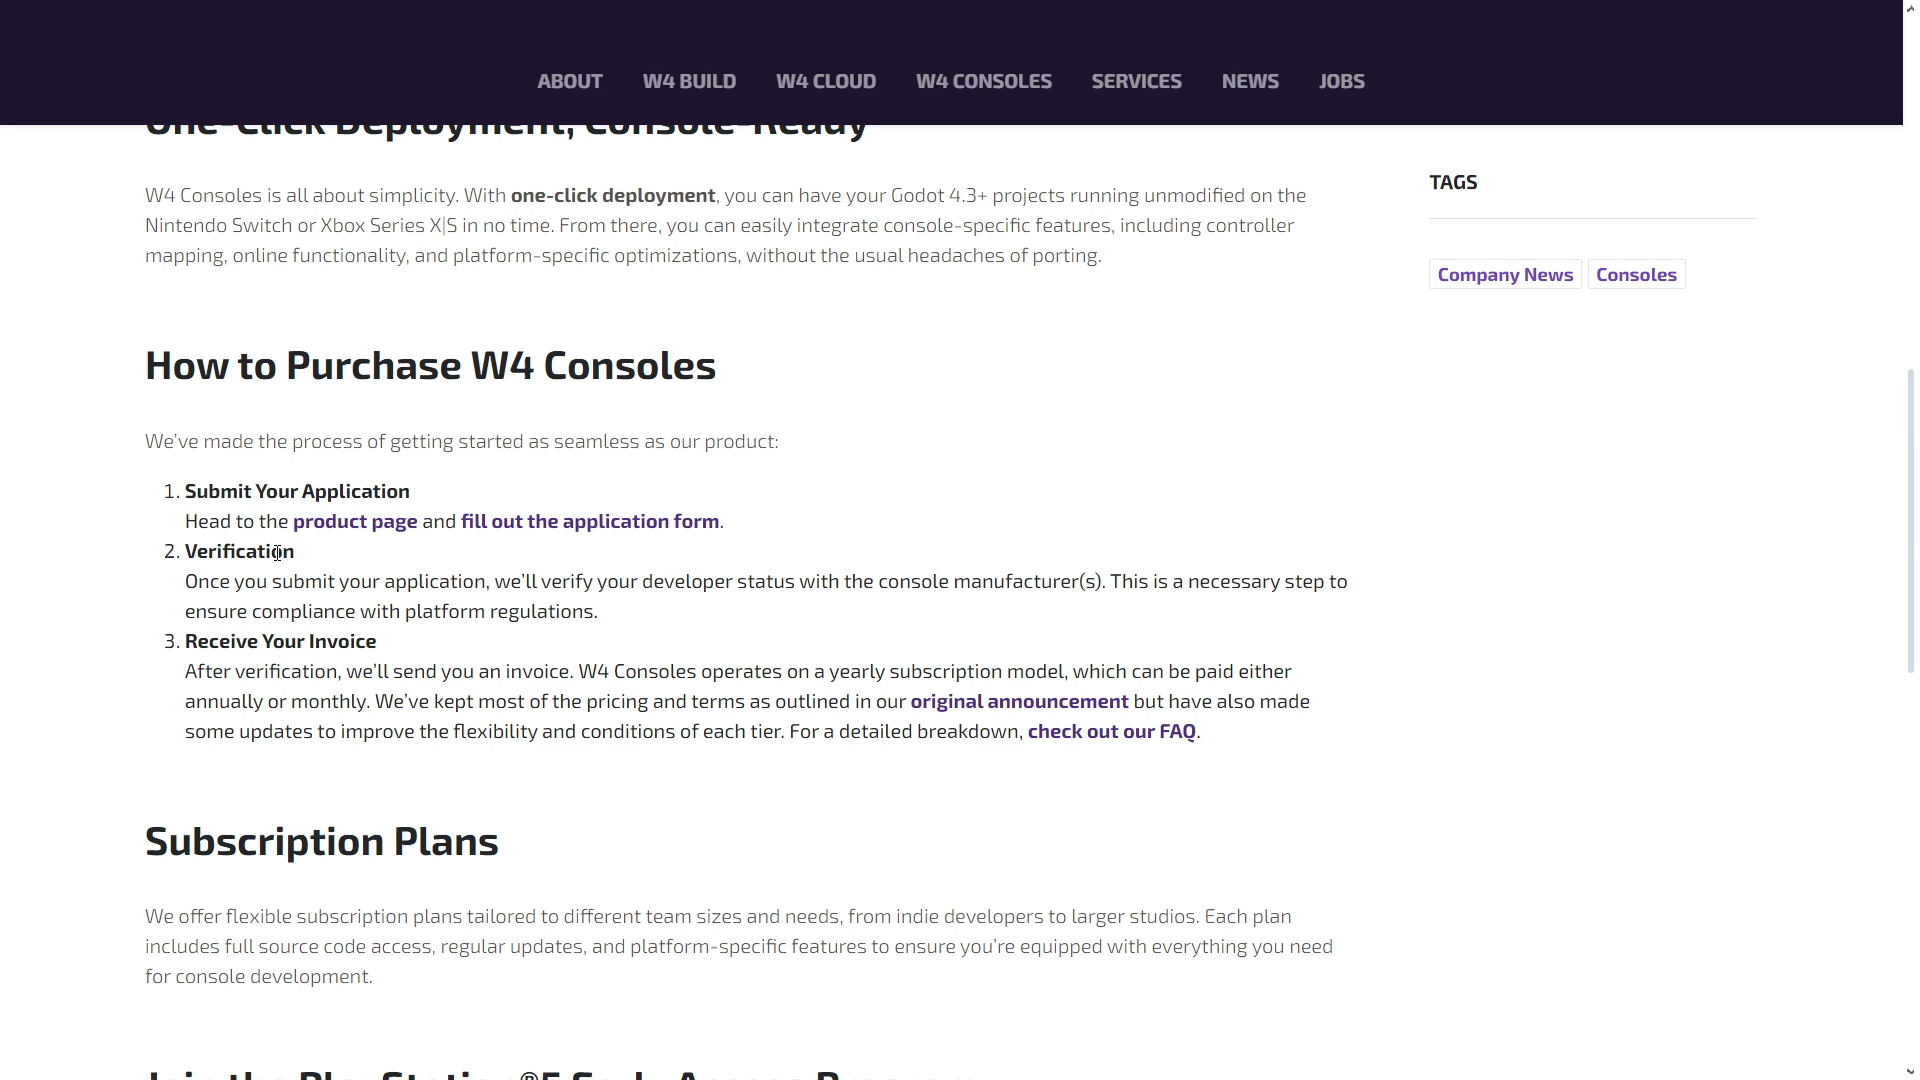 ABOUT W4 BUILD W4 CLOUD W4 CONSOLES SERVICES NEWS JOBS
One-Click Deployment, Console-Ready
W4 Consoles is all about simplicity. With one-click deployment, you can have your Godot 4.3+ projects running unmodified on the
Nintendo Switch or Xbox Series X|S in no time. From there, you can easily integrate console-specific features, including controller
mapping, online functionality, and platform-specific optimizations, without the usual headaches of porting.
TAGS
Company News Consoles
How to Purchase W4 Consoles
We’ve made the process of getting started as seamless as our product:
1. Submit Your Application
Head to the product page and fill out the application form.
2. Verification
Once you submit your application, we’ll verify your developer status with the console manufacturer(s). This is a necessary step to
ensure compliance with platform regulations.
3. Receive Your Invoice
After verification, we’ll send you an invoice. W4 Consoles operates on a yearly subscription model, which can be paid either
annually or monthly. We’ve kept most of the pricing and terms as outlined in our original announcement but have also made
some updates to improve the flexibility and conditions of each tier. For a detailed breakdown, check out our FAQ.
Subscription Plans
We offer flexible subscription plans tailored to different team sizes and needs, from indie developers to larger studios. Each plan
includes full source code access, regular updates, and platform-specific features to ensure you’re equipped with everything you need
for console development.
Join the PlayStation®5 Early Access Program